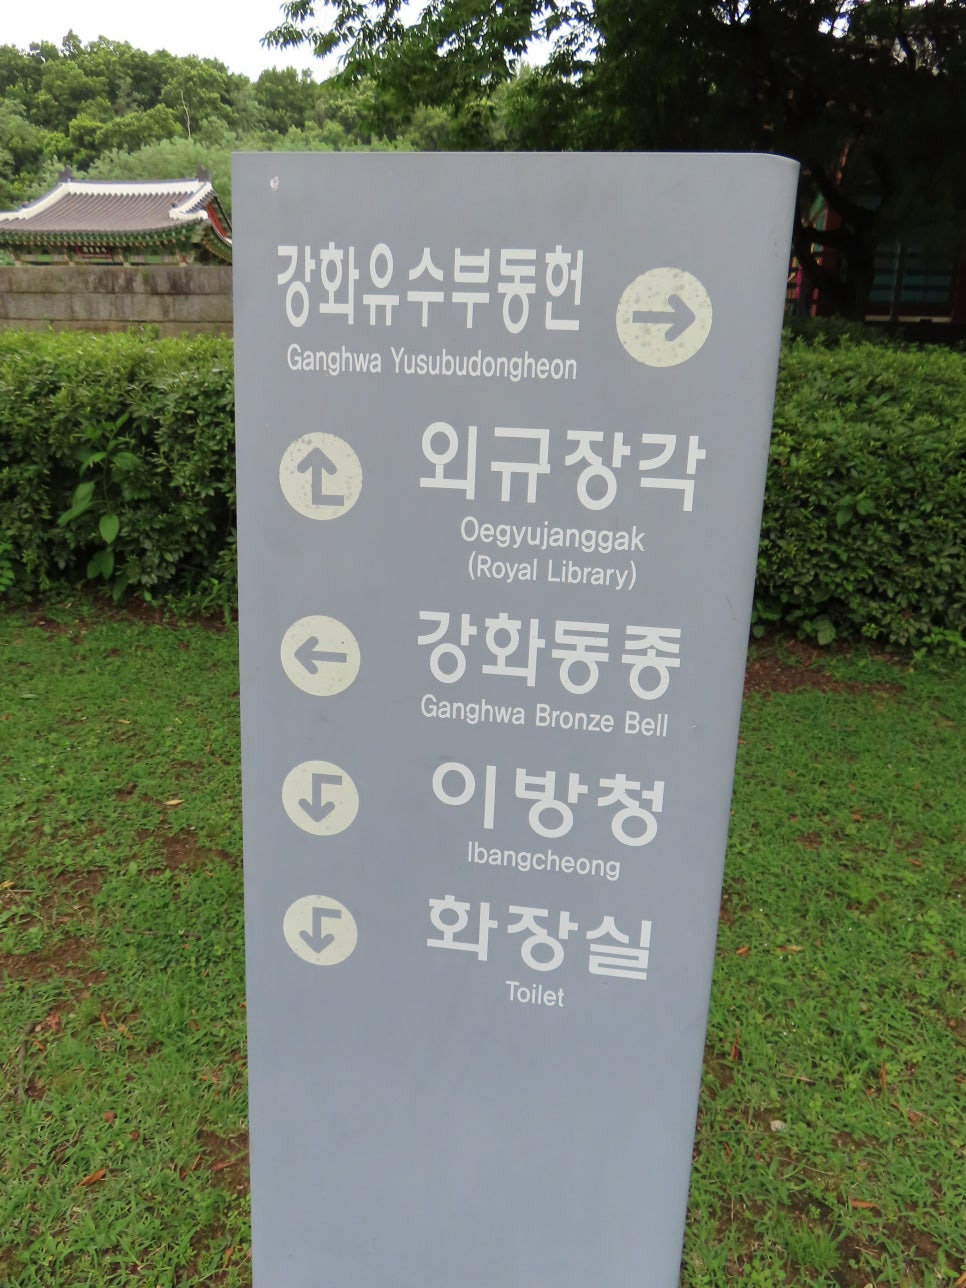 강화유수부동헌
Ganghwa Yusubudongheon
외규장각
Oegyujanggak
(Royal Library)
강화동종
Ganghwa Bronze Bell
이방청
Ibangcheong
화장실
Toilet